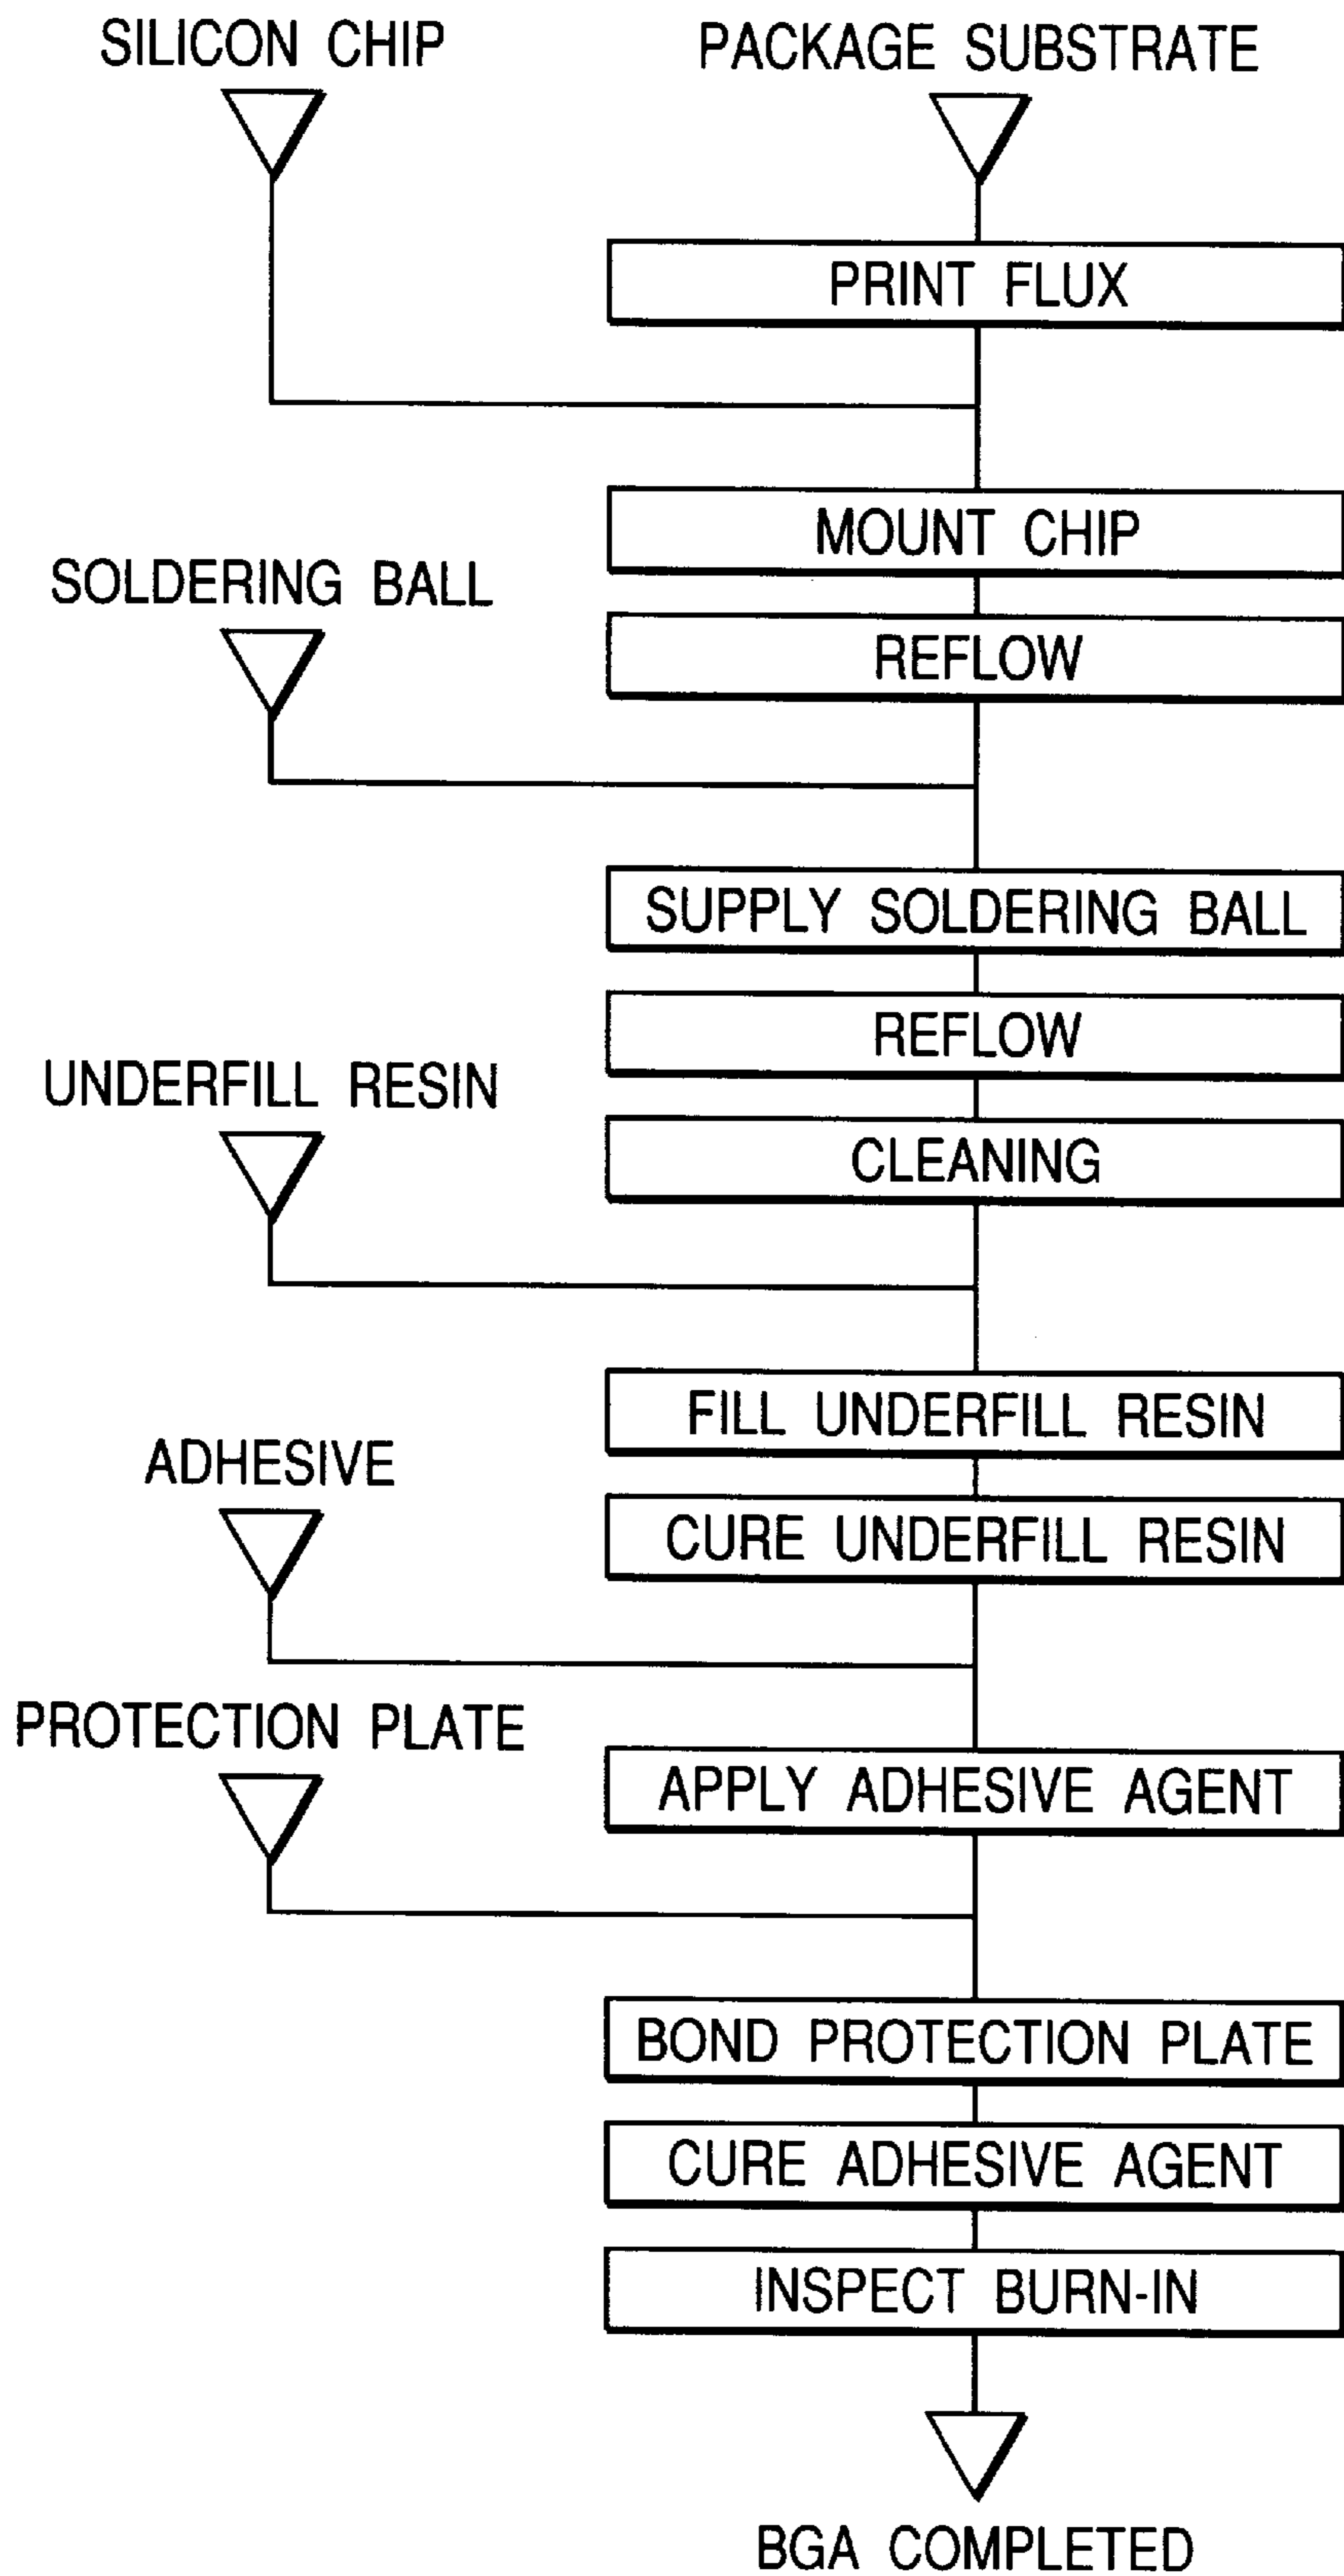 SILICON CHIP
PACKAGE SUBSTRATE
PRINT FLUX
MOUNT CHIP
SOLDERING BALL
REFLOW
SUPPLY SOLDERING BALL
REFLOW
UNDERFILL RESIN
CLEANING
FILL UNDERFILL RESIN
ADHESIVE
CURE UNDERFILL RESIN
PROTECTION PLATE
APPLY ADHESIVE AGENT
BOND PROTECTION PLATE
CURE ADHESIVE AGENT
INSPECT BURN-IN
BGA COMPLETED